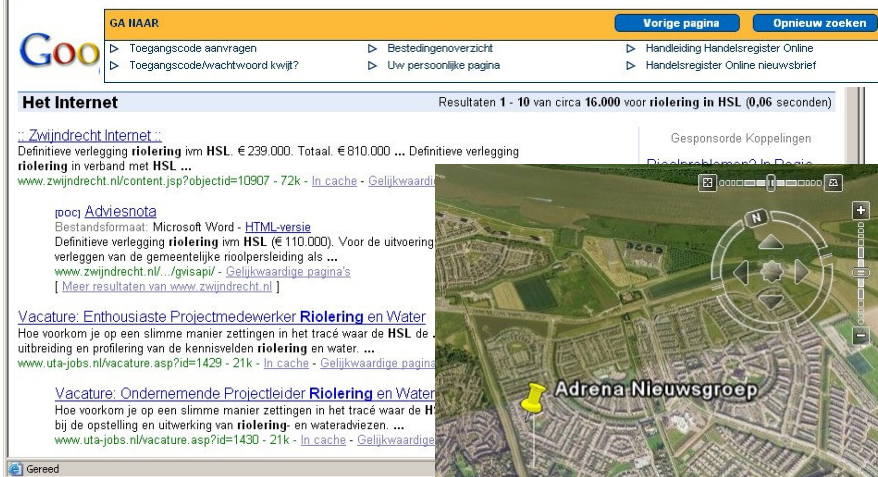 GA NAAR
Vorige pagina Opnieuw zoeken
Toegangscode aanvragen Bestedingenoverzicht Handleiding Handelsregister Online
Toegangscode/wachtwoord kwijt? Uw persoonlijke pagina Handelsregister Online nieuwsbrief
Goo
Het Internet Resultaten 1 - 10 van circa 16.000 voor riolering in HSL (0,06 seconden)
:: Zwijndrecht Internet :: Gesponsorde Koppelingen
Definitieve verlegging riolering ivm HSL. € 239.000. Totaal. € 810.000 ... Definitieve verlegging
riolering in verband met HSL ...
www.zwijndrecht.nl/content.jsp?objectid=10907 - 72k - In cache - Gelijkwaardi
[DOC] Adviesnota
Bestandsformaat: Microsoft Word - HTML-versie
Definitieve verlegging riolering ivm HSL (€ 110.000). Voor de uitvoering
verleggen van de gemeentelijke rioolpersleiding als ...
www.zwijndrecht.nl/.../gvisapi/ - Gelijkwaardige pagina's
[ Meer resultaten van www.zwijndrecht.nl ]
Vacature: Enthousiaste Projectmedewerker Riolering en Water
Hoe voorkom je op een slimme manier zettingen in het tracé waar de HSL de .
uitbreiding en profilering van de kennisvelden riolering en water. ...
www.uta-jobs.nl/vacature.asp?id=1429 - 21k - In cache - Gelijkwaardige pagina
Vacature: Ondernemende Projectleider Riolering en Water
Hoe voorkom je op een slimme manier zettingen in het tracé waar de H
bij de opstelling en uitwerking van riolering- en wateradviezen. ...
www.uta-jobs.nl/vacature.asp?id=1430 - 21k - In cache - Gelijkwaardige
N
Adrena Nieuwsgroep
Gereed